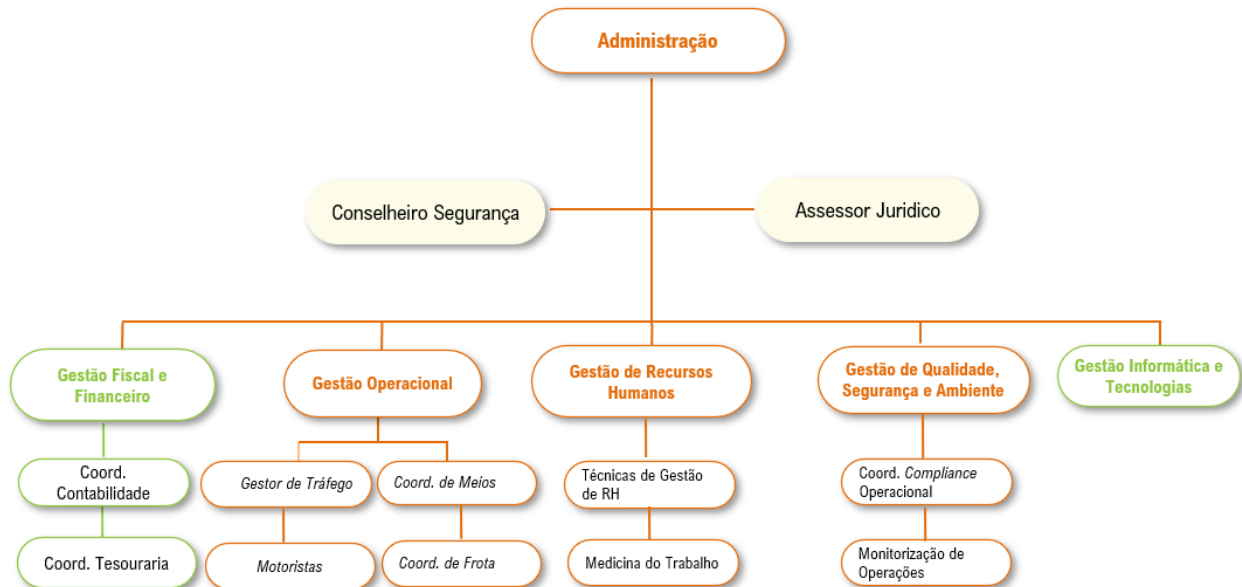 Administração
Conselheiro Segurança
Assessor Juridico
Gestão Fiscal e
Financeiro
Gestão Operacional
Gestão de Recursos
Humanos
Gestão de Qualidade,
Segurança e Ambiente
Gestão Informática e
Tecnologias
Coord.
Contabilidade
Gestor de Tráfego
Coord. de Meios
Técnicas de Gestão
de RH
Coord. Compliance
Operacional
Coord. Tesouraria
Motoristas
Coord. de Frota
Medicina do Trabalho
Monitorização de
Operações